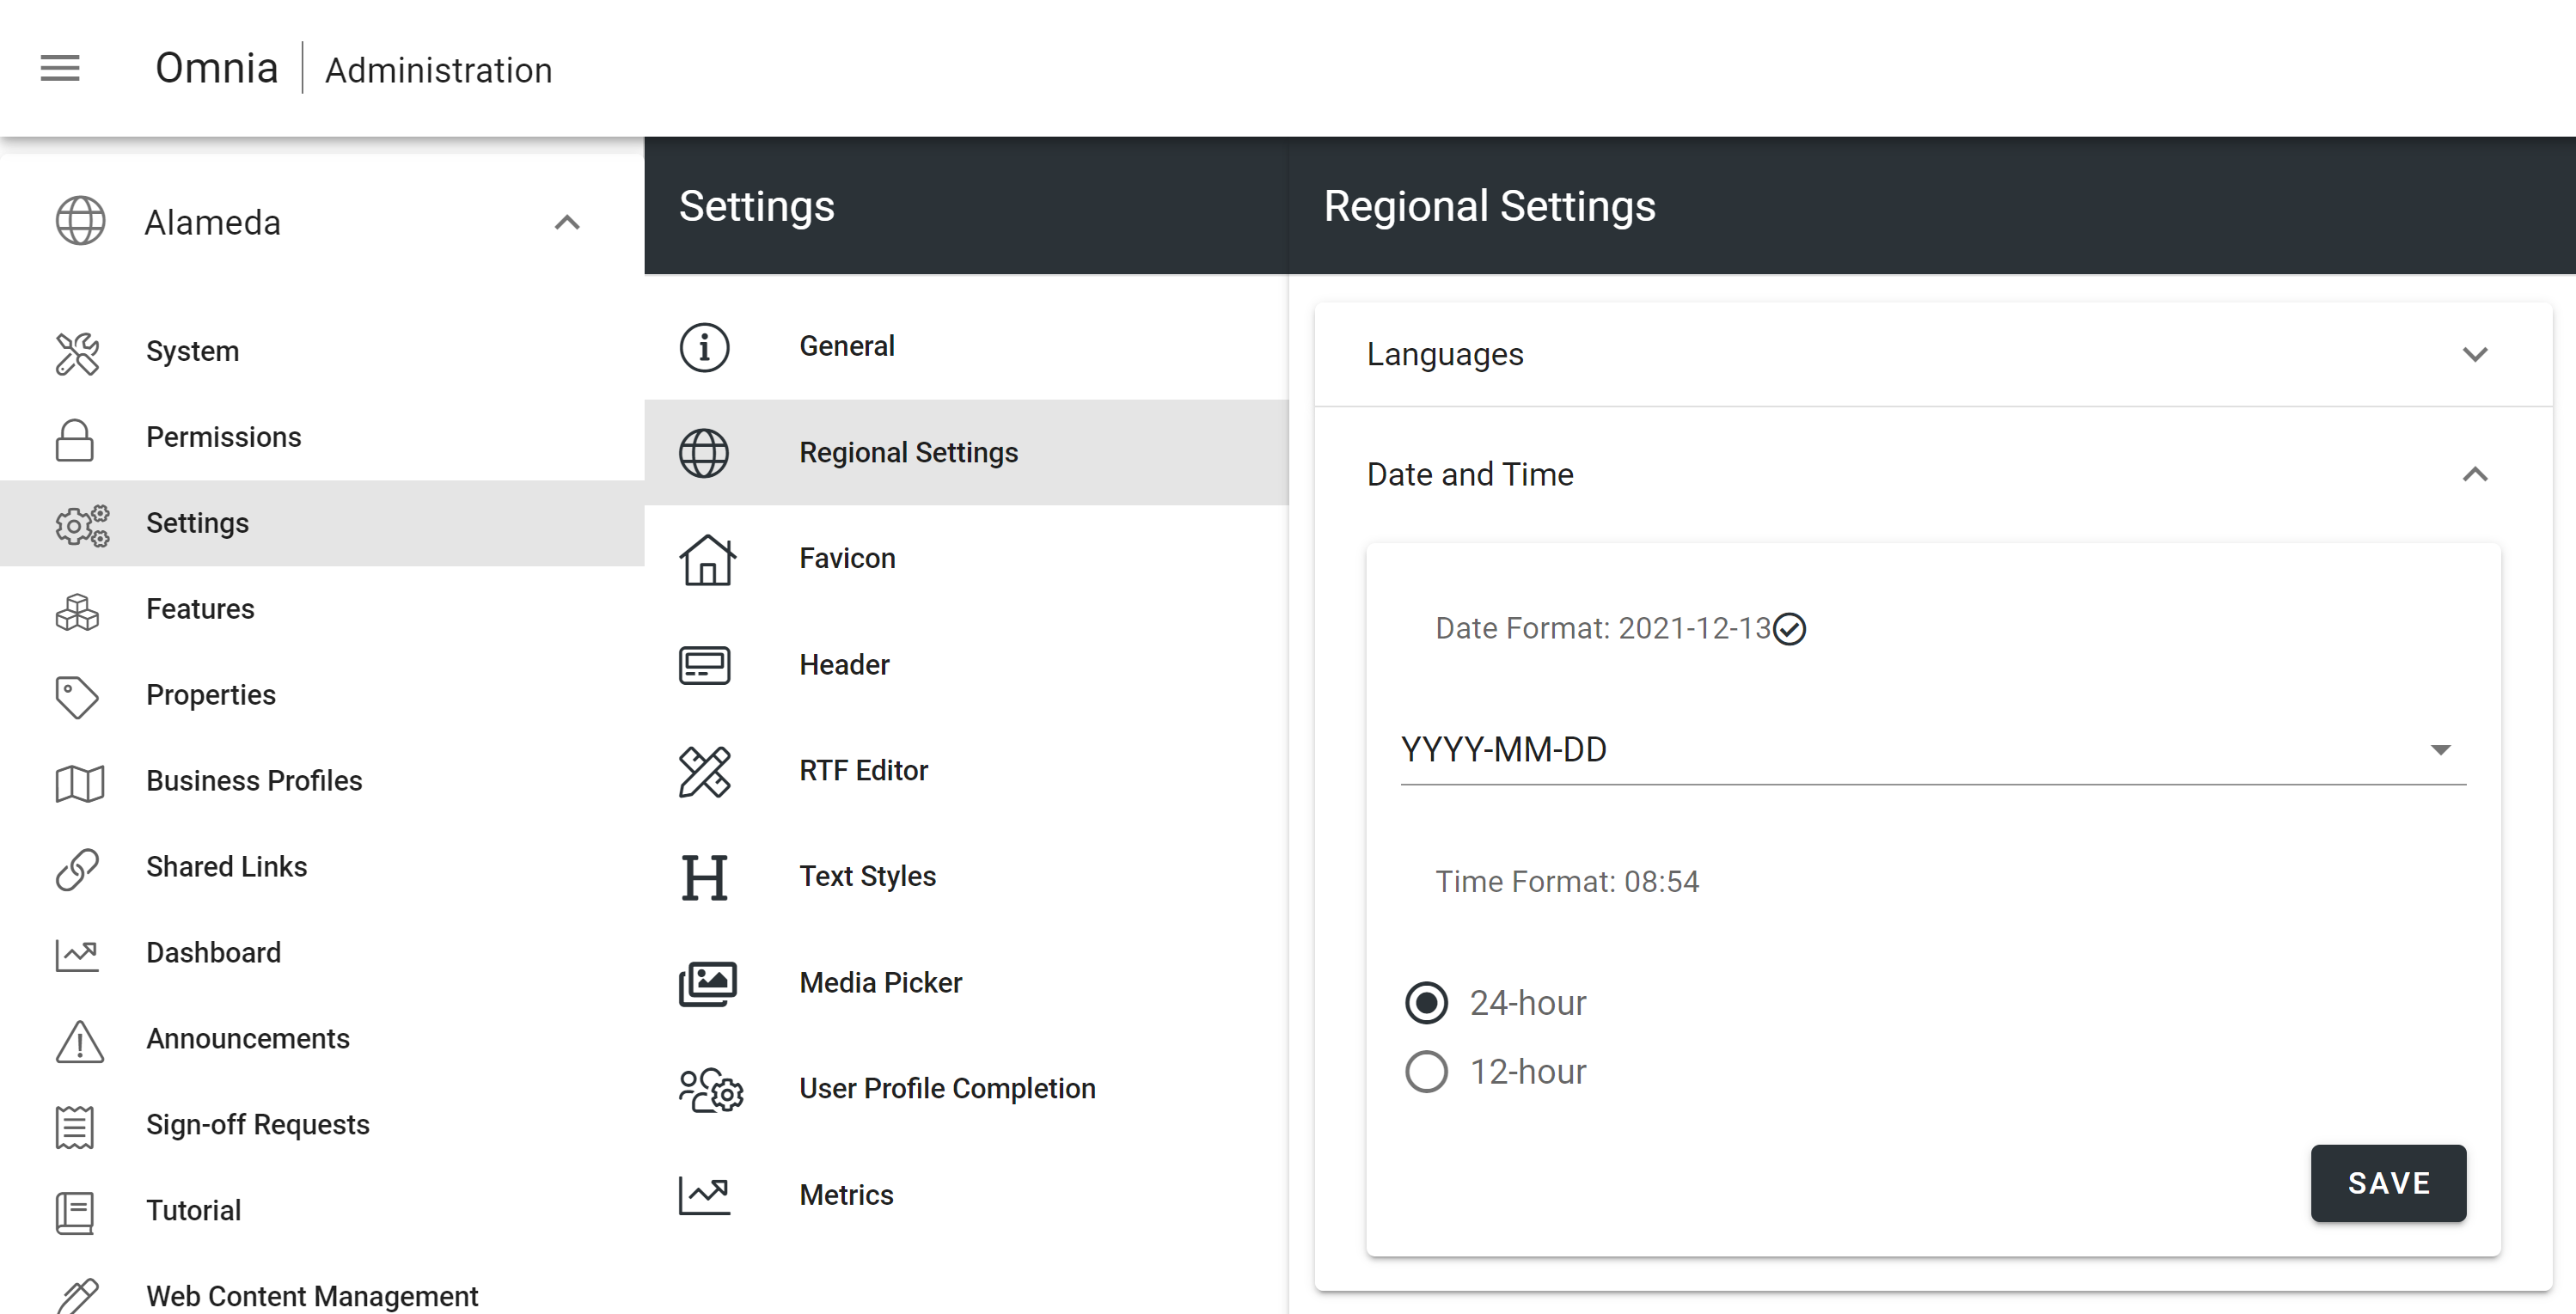 Omnia
Administration
Alameda
System
Permissions
Settings
Features
Properties
Business Profiles
Shared Links
Dashboard
Announcements
Sign-off Requests
Tutorial
Web Content Management
Settings
General
Regional Settings
Favicon
Header
RTF Editor
H
Text Styles
Media Picker
User Profile Completion
Metrics
Regional Settings
Languages
Date and Time
Date Format: 2021-12-13
YYYY-MM-DD
Time Format: 08:54
24-hour
12-hour
SAVE